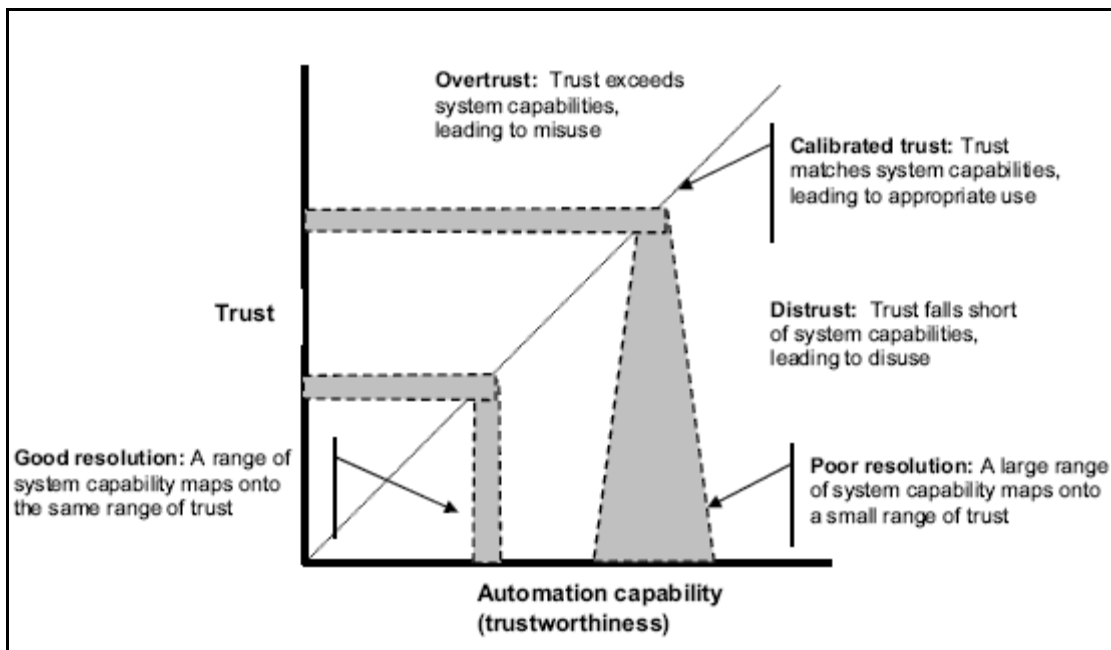 Overtrust: Trust exceeds
system capabilities,
leading to misuse
Calibrated trust: Trust
matches system capabilities,
leading to appropriate use
Trust
Distrust: Trust falls short
of system capabilities,
leading to disuse
Good resolution: A range of
system capability maps onto
the same range of trust
Poor resolution: A large range
of system capability maps onto
a small range of trust
Automation capability
(trustworthiness)